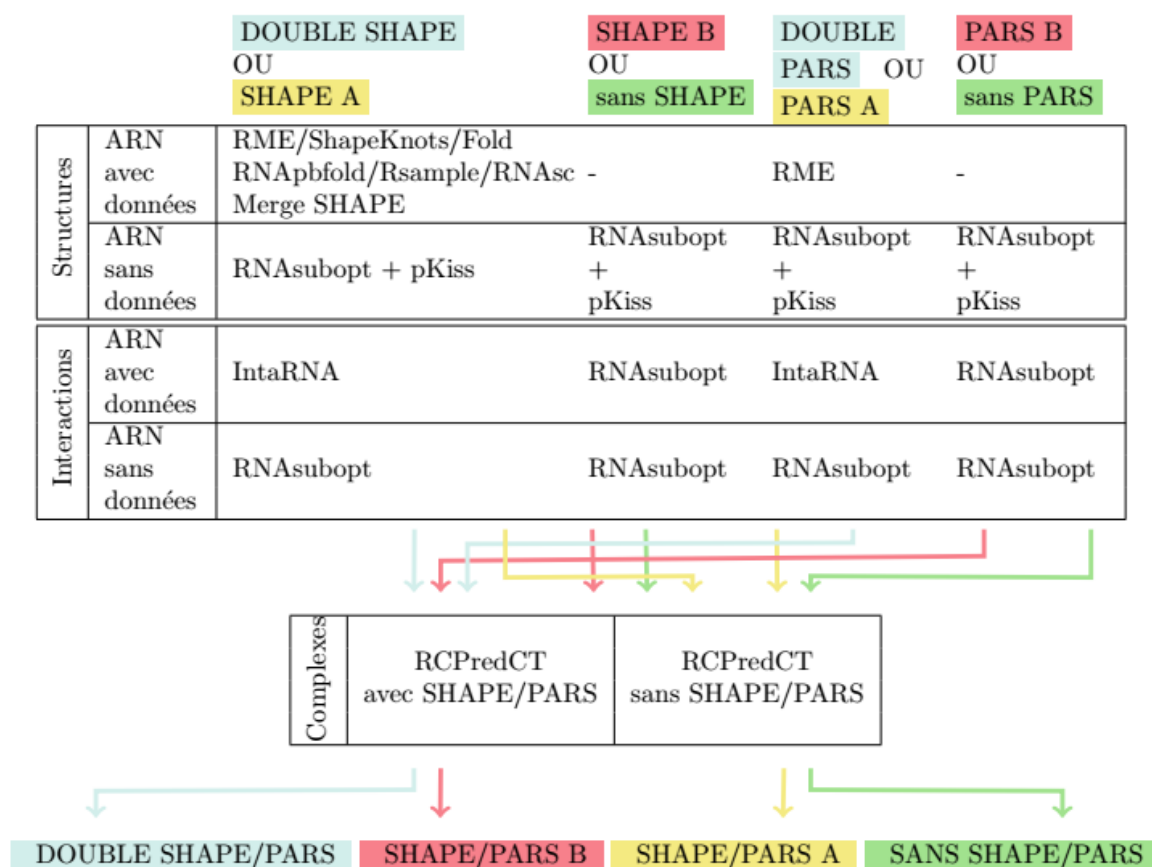 DOUBLE SHAPE
OU
SHAPE A
SHAPE B
OU
sans SHAPE
DOUBLE
PARS OU
PARS A
PARS B
OU
sans PARS
Structures
ARN
avec
données
RME/ShapeKnots/Fold
RNApbfold/Rsample/RNAsc
Merge SHAPE
-
RME
-
ARN
sans
données
RNAsubopt + pKiss
RNAsubopt
+
pKiss
RNAsubopt
+
pKiss
RNAsubopt
+
pKiss
Interactions
ARN
avec
données
IntaRNA
RNAsubopt
IntaRNA
RNAsubopt
ARN
sans
données
RNAsubopt
RNAsubopt
RNAsubopt
RNAsubopt
Complexes
RCPredCT
avec SHAPE/PARS
RCPredCT
sans SHAPE/PARS
DOUBLE SHAPE/PARS
SHAPE/PARS B
SHAPE/PARS A
SANS SHAPE/PARS